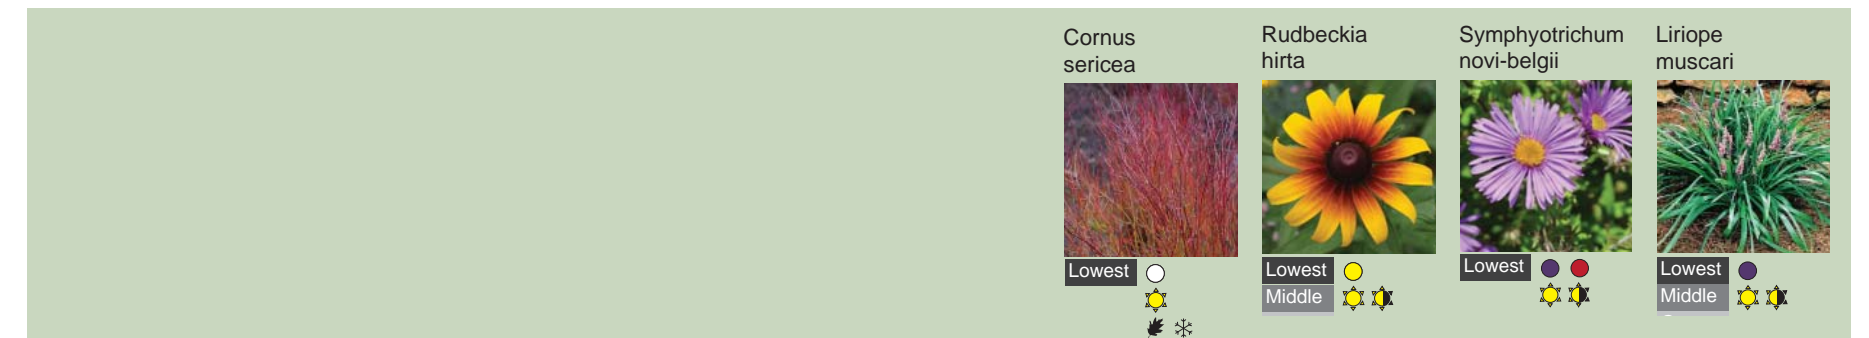 Cornus
sericea
Lowest
Rudbeckia
hirta
Lowest
Middle
Symphyotrichum
novi-belgii
Lowest
Liriope
muscari
Lowest
Middle